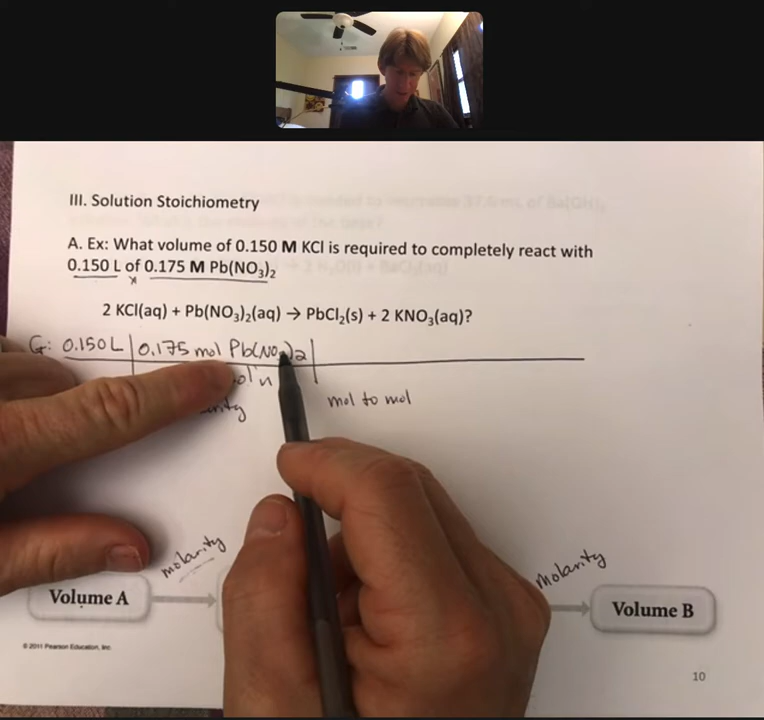 III. Solution Stoichiometry
A. Ex: What volume of 0.150 M KCl is required to completely react with
0.150 L of 0.175 M Pb(NO₃)₂
2 KCl(aq) + Pb(NO₃)₂(aq) → PbCl₂(s) + 2 KNO₃(aq)?
G: 0.150L 0.175 mol Pb(NO₃)2
mol to mol
molarity
molarity
Volume A
Volume B
© 2011 Pearson Education, Inc.
10